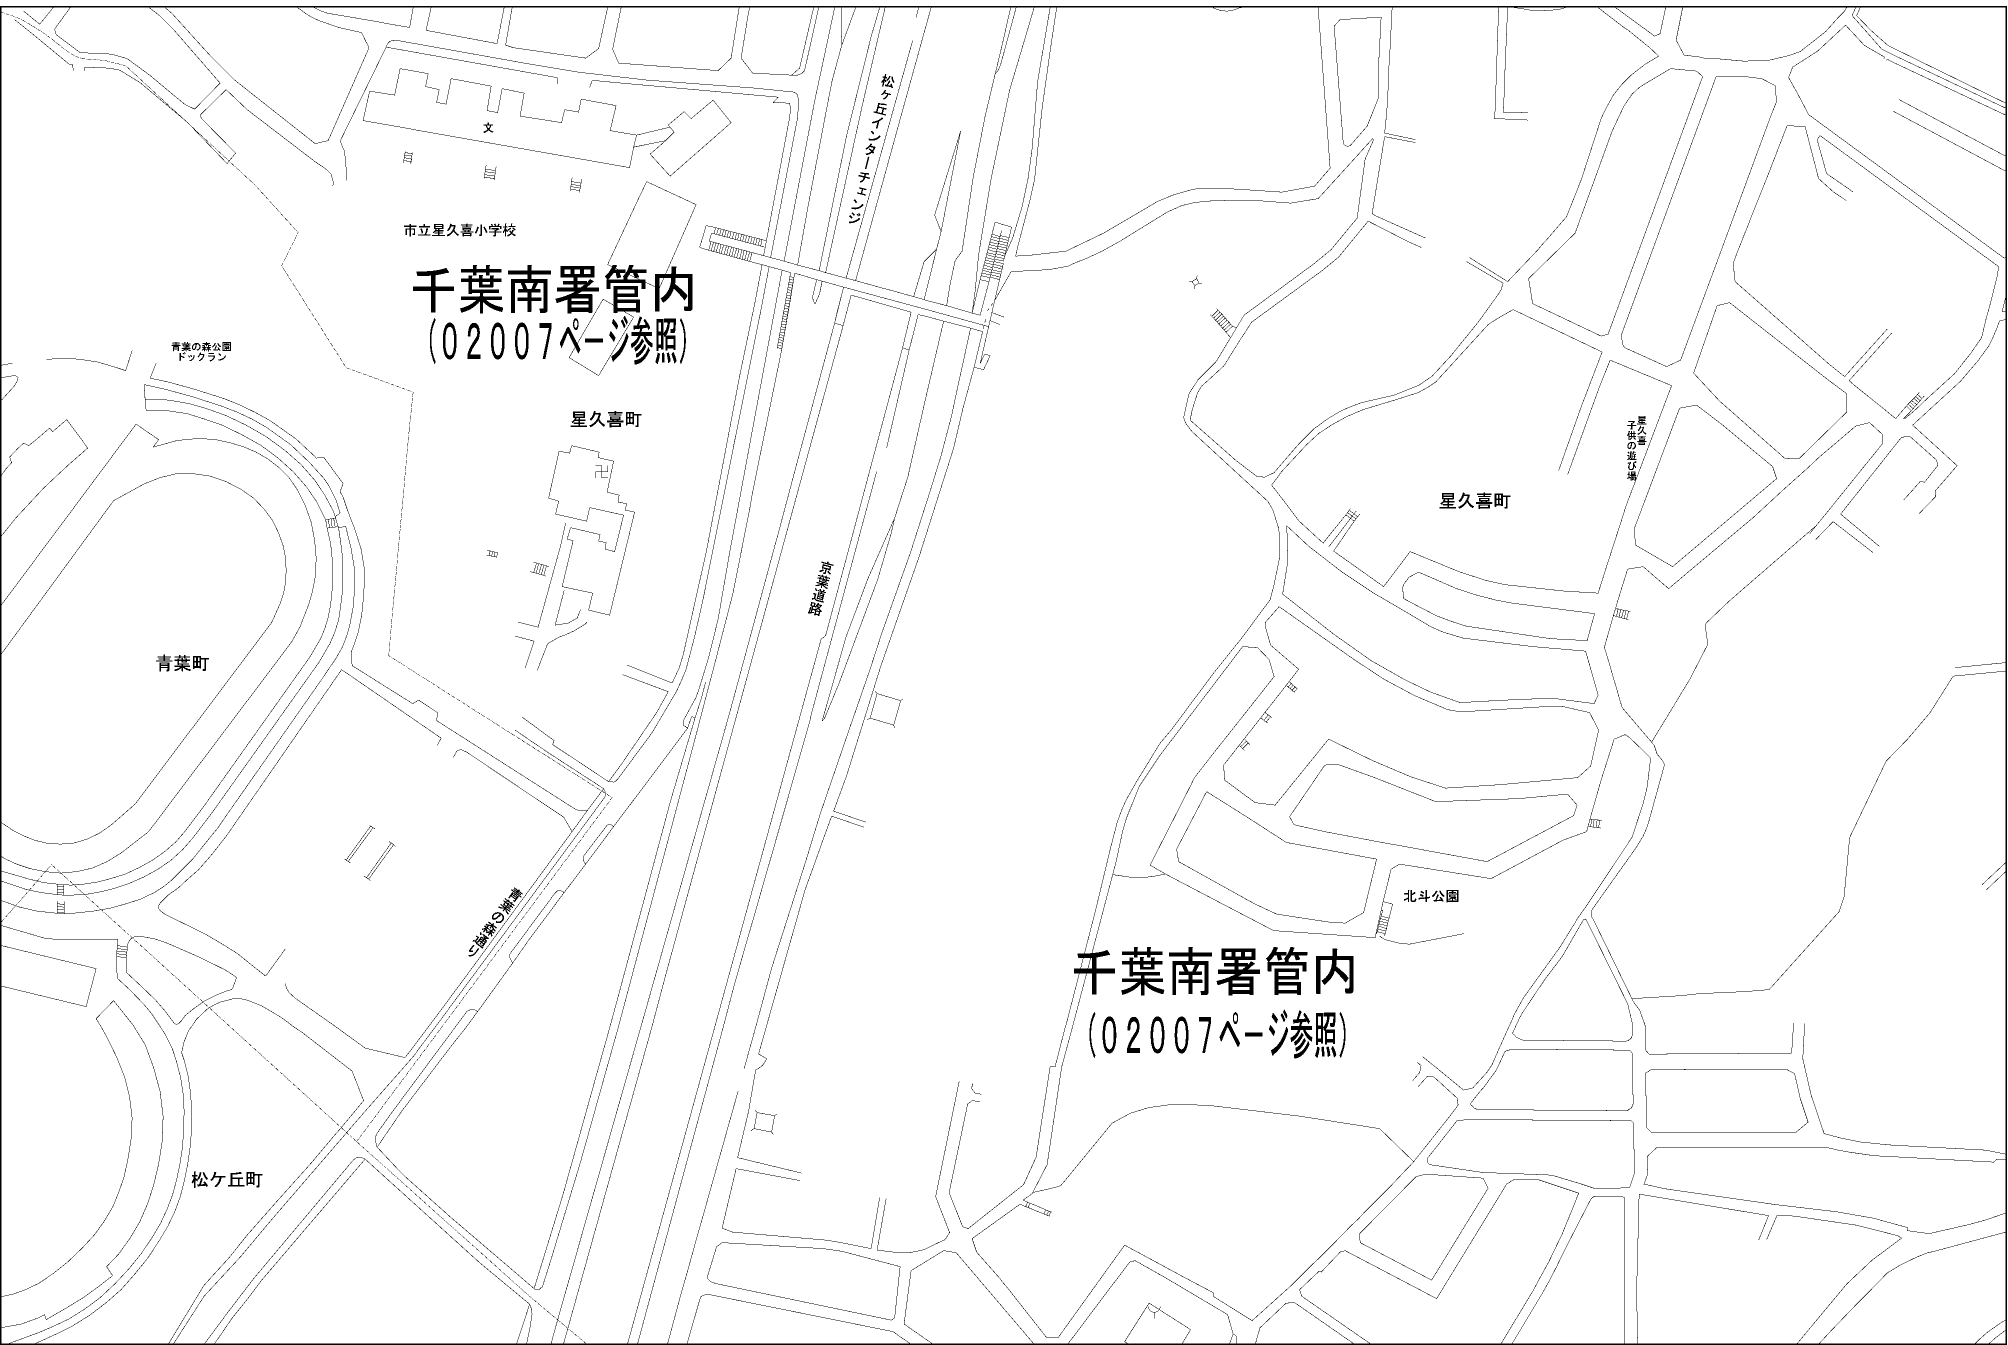 松ヶ丘インターチェンジ
文
市立星久喜小学校
千葉南署管内
(02007ページ参照)
青葉の森公園
ドックラン
星久喜町
星久喜
子供の遊び場
星久喜町
京葉道路
青葉町
青葉の森通り
北斗公園
千葉南署管内
(02007ページ参照)
松ケ丘町